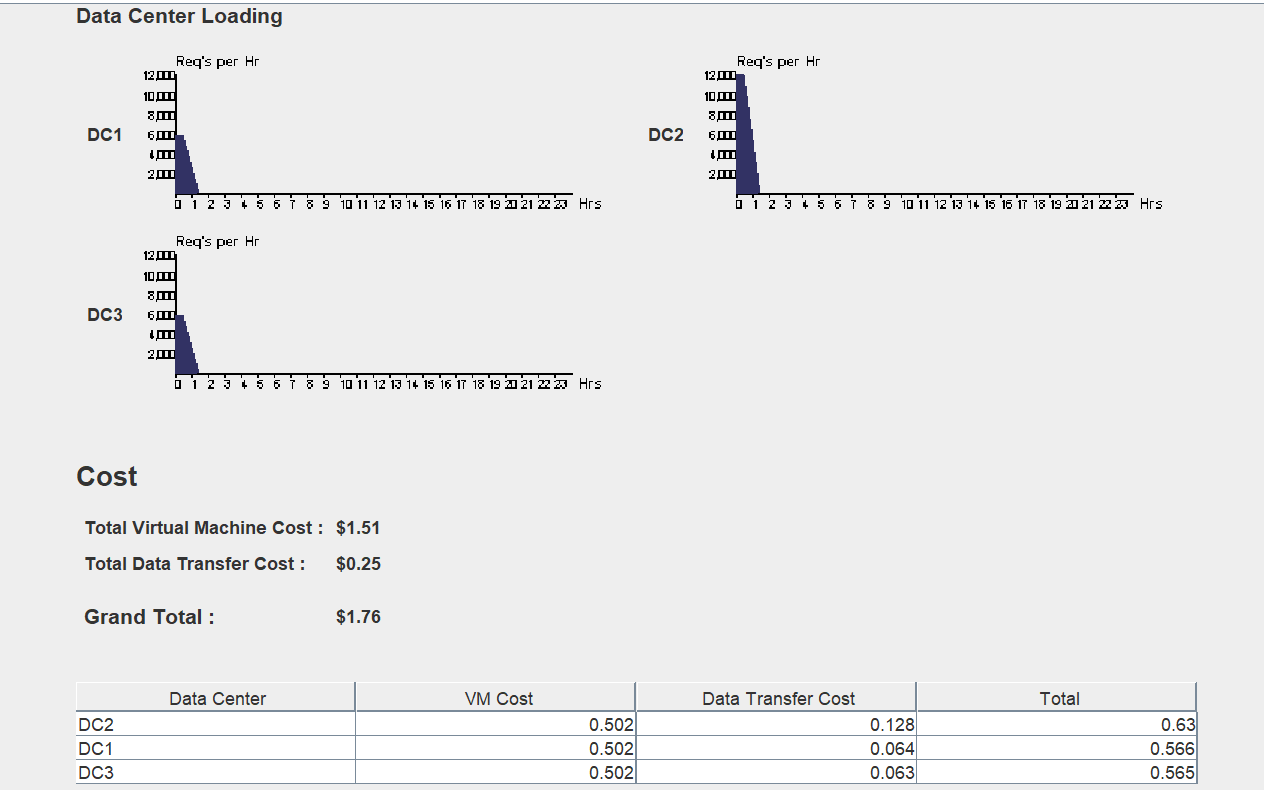 Data Center Loading
Req's per Hr
12,000
10,000
8,000
DC1
6,000
4,000
2,000
0 1 2 3 4 5 6 7 8 9 10 11 12 13 14 15 16 17 18 19 20 21 22 23 Hrs
Req's per Hr
12,000
10,000
8,000
DC2
6,000
4,000
2,000
0 1 2 3 4 5 6 7 8 9 10 11 12 13 14 15 16 17 18 19 20 21 22 23 Hrs
Req's per Hr
12,000
10,000
8,000
DC3
6,000
4,000
2,000
0 1 2 3 4 5 6 7 8 9 10 11 12 13 14 15 16 17 18 19 20 21 22 23 Hrs
Cost
Total Virtual Machine Cost : $1.51
Total Data Transfer Cost : $0.25
Grand Total : $1.76
Data Center VM Cost Data Transfer Cost Total
DC2 0.502 0.128 0.63
DC1 0.502 0.064 0.566
DC3 0.502 0.063 0.565